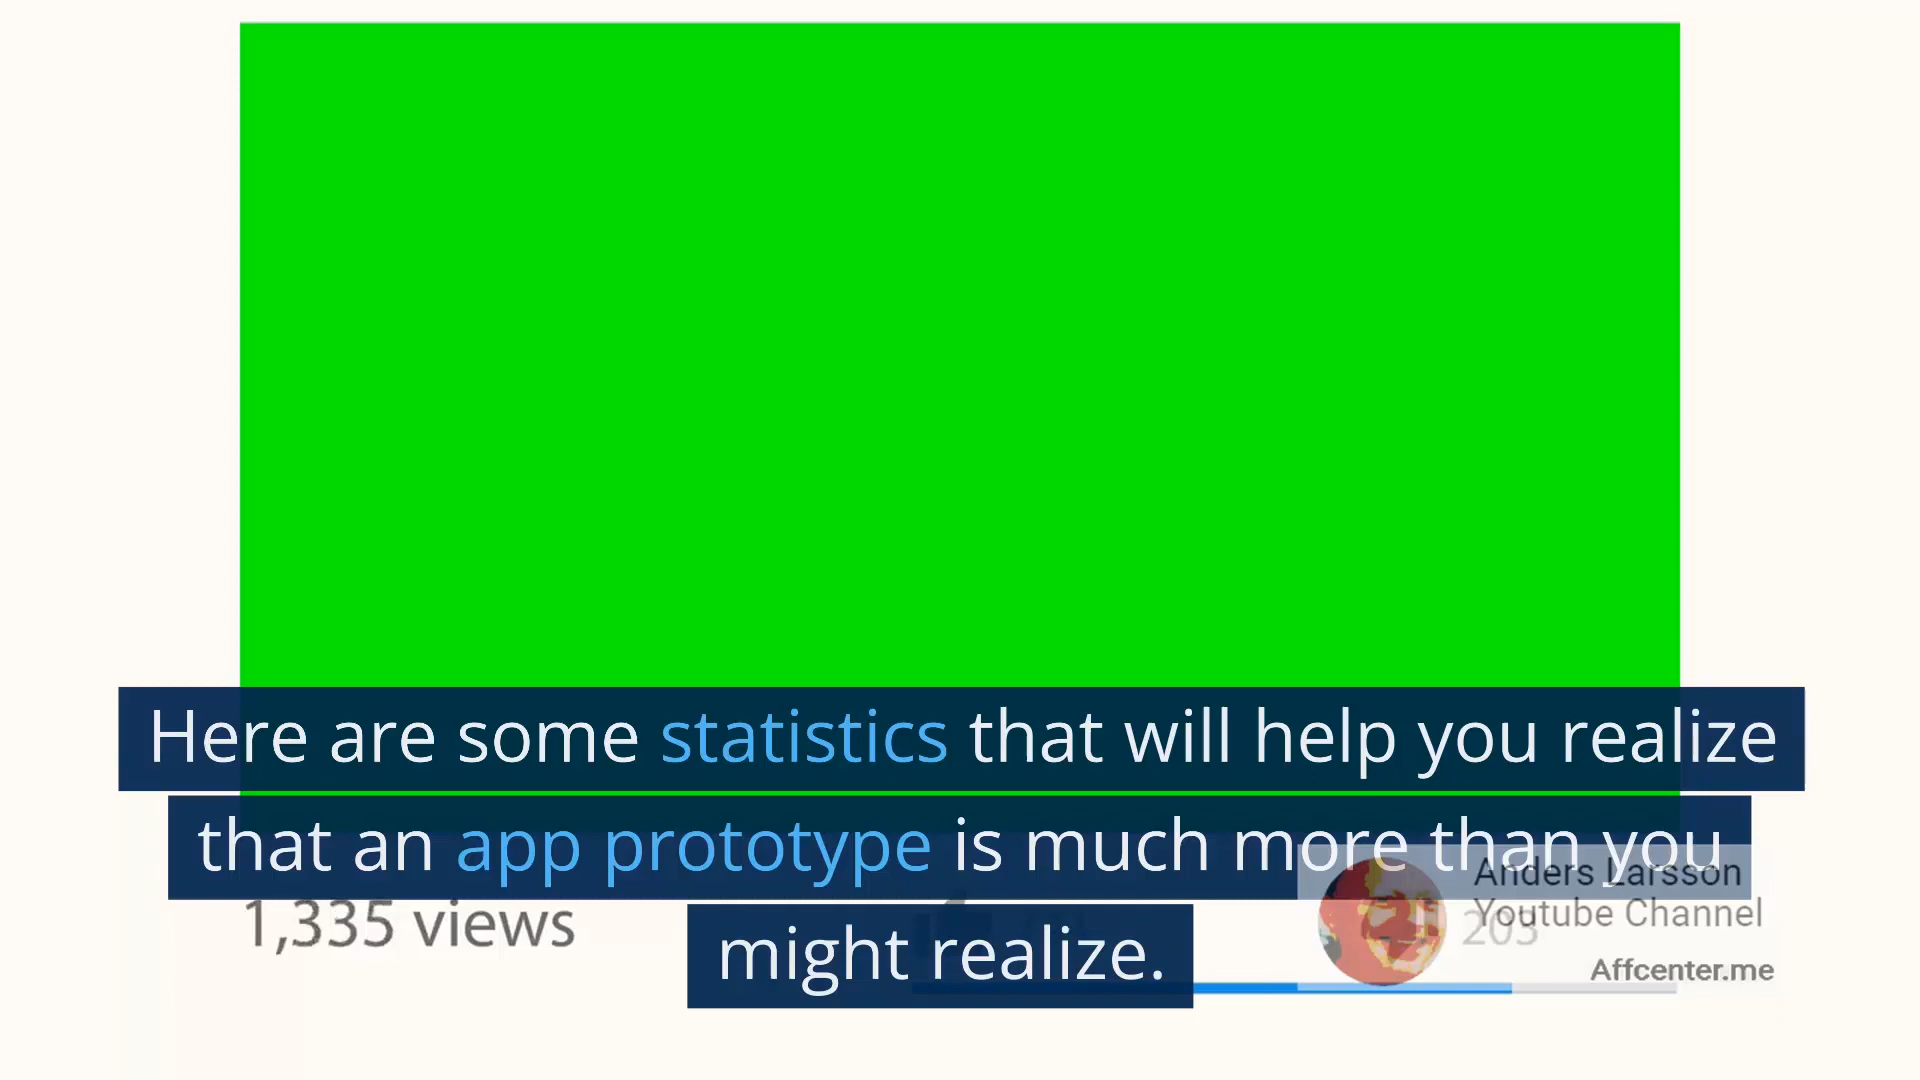 Here are some statistics that will help you realize
that an app prototype is much more than you
might realize.
1,335 views
203
Anders Larsson
Youtube Channel
Affcenter.me